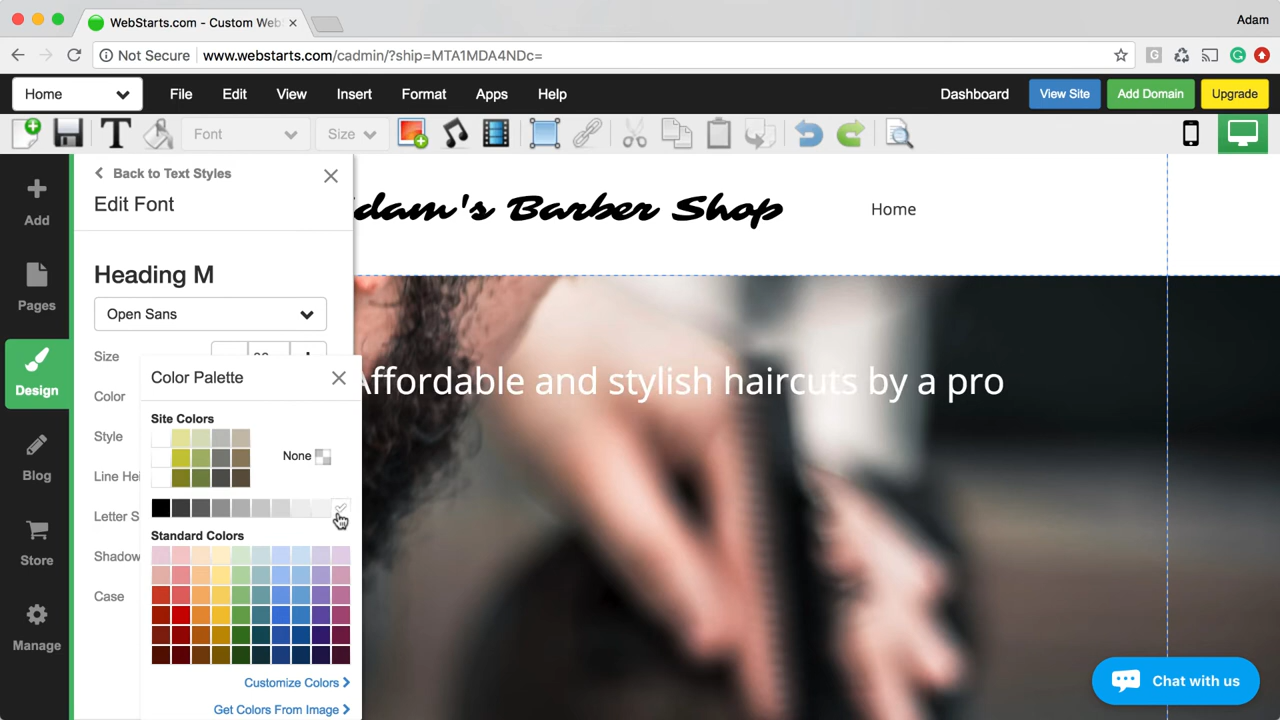 WebStarts.com - Custom Web
Adam
Not Secure
www.webstarts.com/cadmin/?ship=MTA1MDA4NDc=
Home
File
Edit
View
Insert
Format
Apps
Help
Dashboard
View Site
Add Domain
Upgrade
Font
Size
Add
Pages
Design
Blog
Store
Manage
Back to Text Styles
Edit Font
Heading M
Open Sans
Size
Color
Style
Line Hei
Letter S
Shadow
Case
Color Palette
Site Colors
None
Standard Colors
Customize Colors
Get Colors From Image
dam's Barber Shop
Home
Affordable and stylish haircuts by a pro
Chat with us